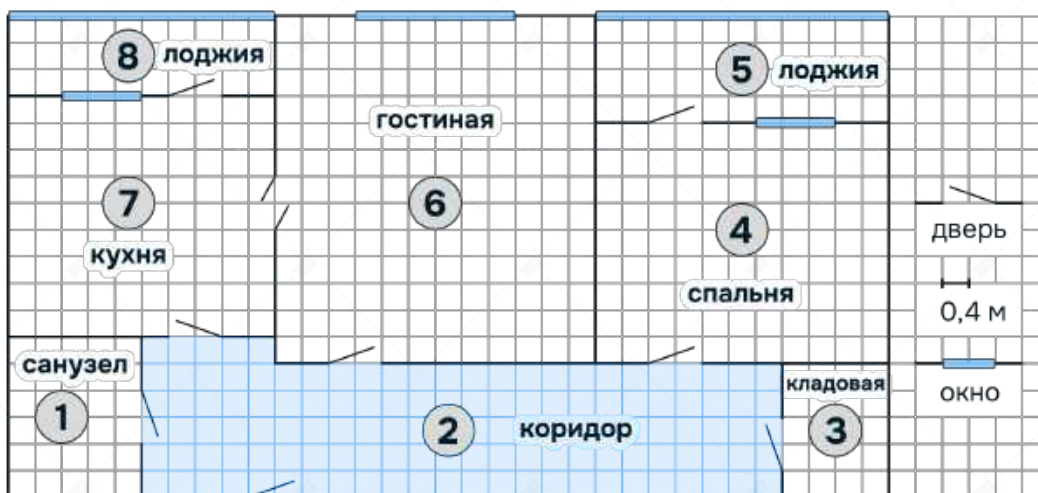 8 лоджия
5 лоджия
гостиная
7
6
4
кухня
дверь
спальня
0,4 м
санузел
кладовая
окно
1
2
коридор
3